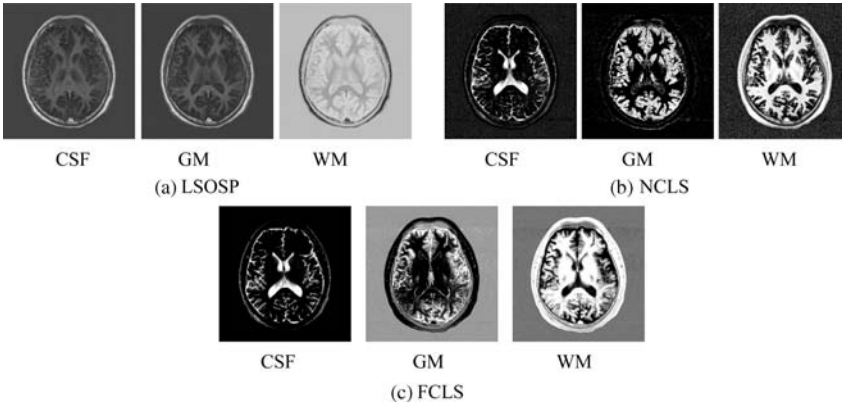 CSF GM WM
(a) LSOSP
CSF GM WM
(b) NCLS
CSF GM WM
(c) FCLS